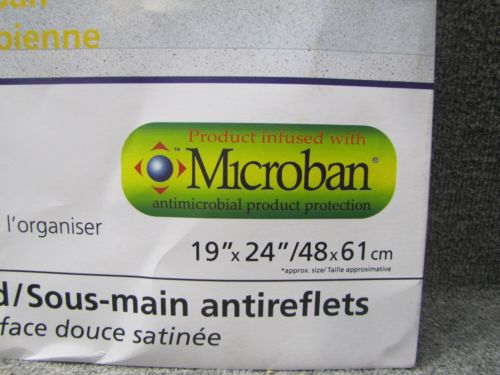 bienne
Product infused with
Microban®
™
antimicrobial product protection
l'organiser
19”x 24”/48x61cm
*approx. size/ Taille approximative
d/Sous-main antireflets
face douce satinée